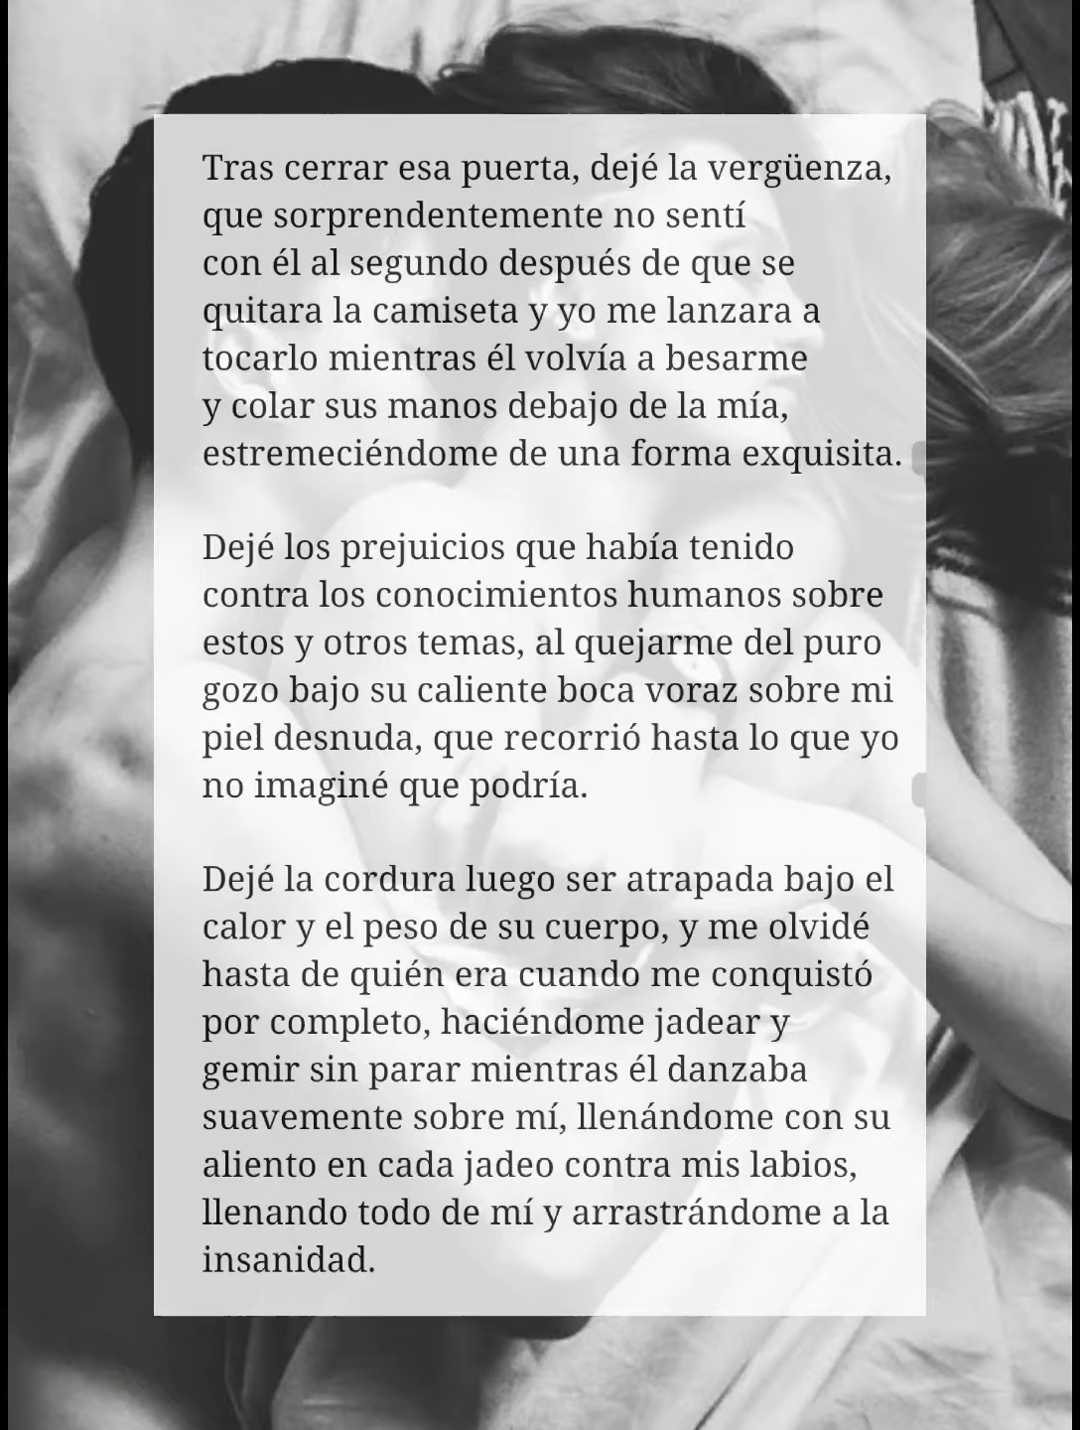 Tras cerrar esa puerta, dejé la vergüenza,
que sorprendentemente no sentí
con él al segundo después de que se
quitara la camiseta y yo me lanzara a
tocarlo mientras él volvía a besarme
y colar sus manos debajo de la mía,
estremeciéndome de una forma exquisita.
Dejé los prejuicios que había tenido
contra los conocimientos humanos sobre
estos y otros temas, al quejarme del puro
gozo bajo su caliente boca voraz sobre mi
piel desnuda, que recorrió hasta lo que yo
no imaginé que podría.
Dejé la cordura luego ser atrapada bajo el
calor y el peso de su cuerpo, y me olvidé
hasta de quién era cuando me conquistó
por completo, haciéndome jadear y
gemir sin parar mientras él danzaba
suavemente sobre mí, llenándome con su
aliento en cada jadeo contra mis labios,
llenando todo de mí y arrastrándome a la
insanidad.